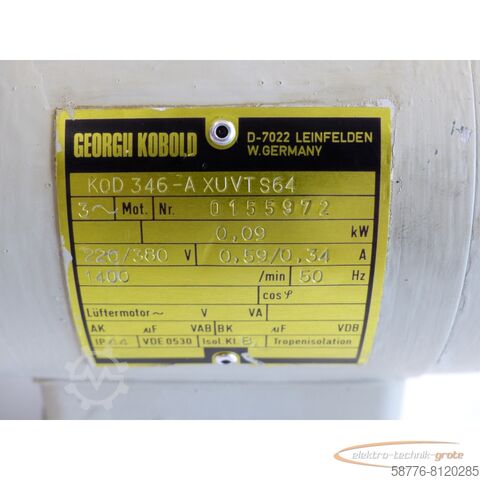 GEORGII KOBOLD
D-7022 LEINFELDEN
W.GERMANY
KOD 346-A XUVTS64
3~ Mot. Nr. 0155972
0,09 kW
220/380 V 0,59/0,34 A
1400 /min 50 Hz
cos φ
Lüftermotor ~ V VA
AK µF VAB BK µF VDB
IP 44 VDE 0530 Isol. Kl. B Tropenisolation
elektro-technik-grote
58776-8120285